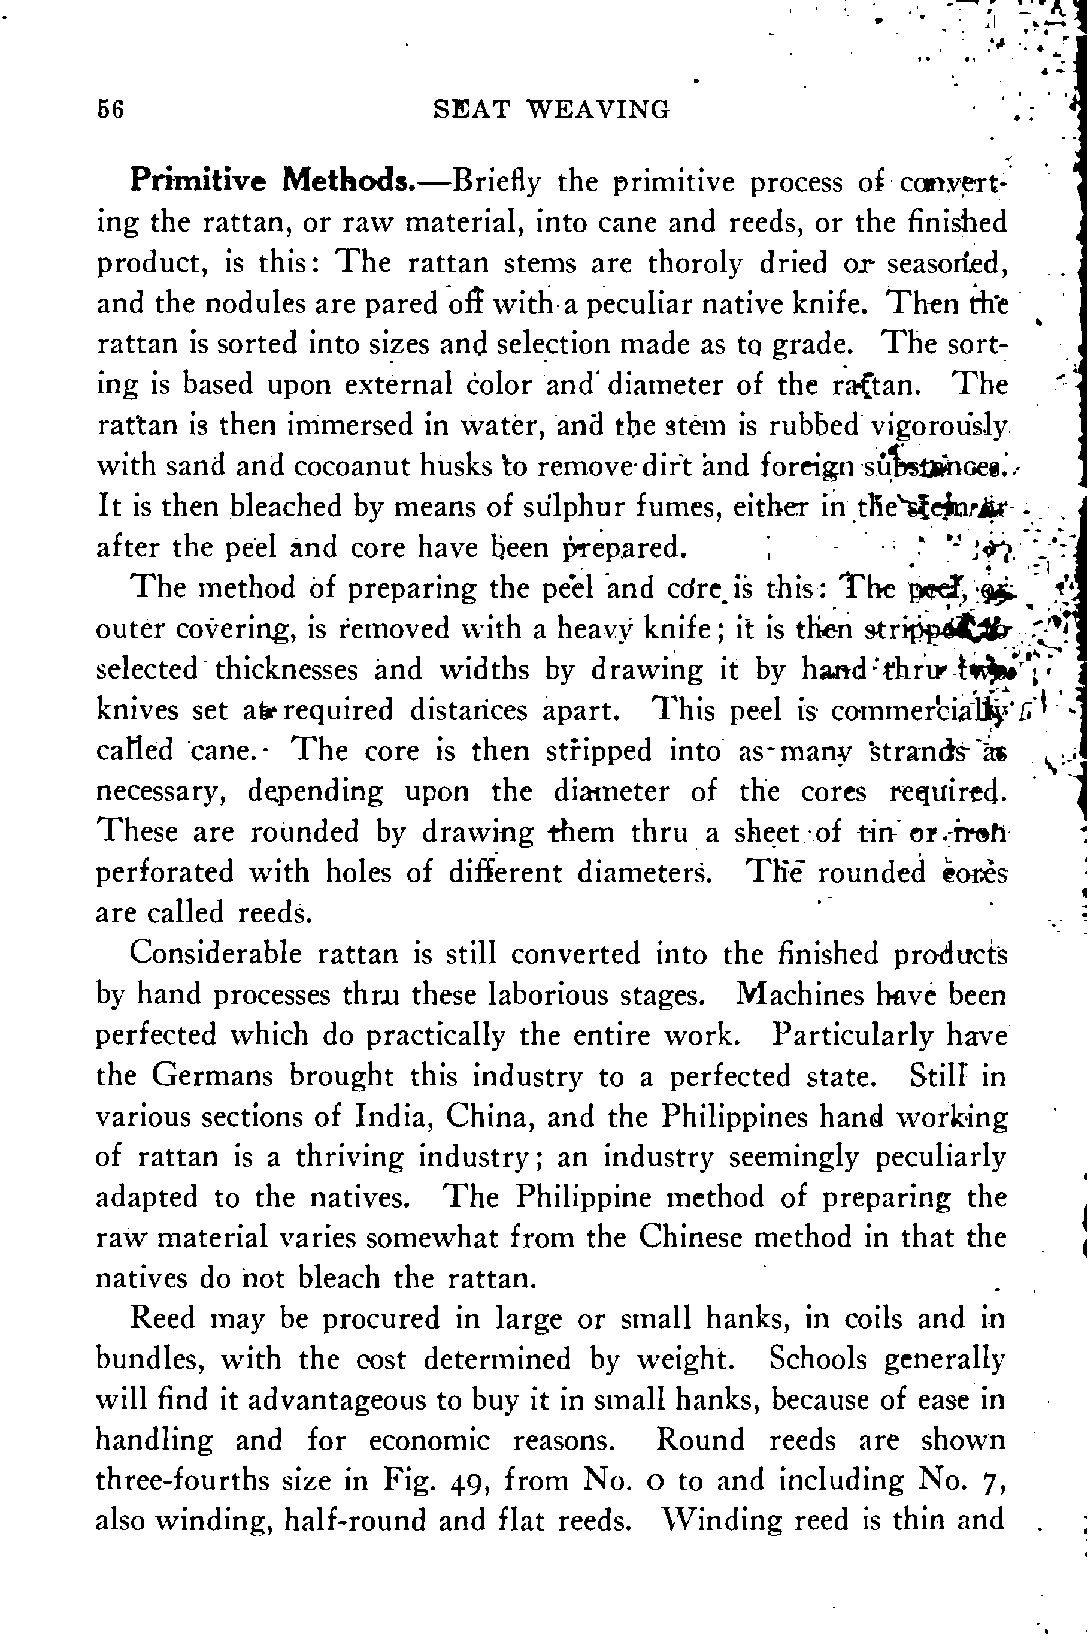 56 SEAT WEAVING
Primitive Methods.—Briefly the primitive process of convert-
ing the rattan, or raw material, into cane and reeds, or the finished
product, is this: The rattan stems are thoroly dried or seasoned,
and the nodules are pared off with a peculiar native knife. Then the
rattan is sorted into sizes and selection made as to grade. The sort-
ing is based upon external color and diameter of the rattan. The
rattan is then immersed in water, and the stem is rubbed vigorously
with sand and cocoanut husks to remove dirt and foreign substances.
It is then bleached by means of sulphur fumes, either in the stem or
after the peel and core have been prepared.
The method of preparing the peel and core is this: The peel, or
outer covering, is removed with a heavy knife; it is then stripped to
selected thicknesses and widths by drawing it by hand thru two
knives set at required distances apart. This peel is commercially
called cane. The core is then stripped into as many strands as
necessary, depending upon the diameter of the cores required.
These are rounded by drawing them thru a sheet of tin or iron
perforated with holes of different diameters. The rounded cores
are called reeds.
Considerable rattan is still converted into the finished products
by hand processes thru these laborious stages. Machines have been
perfected which do practically the entire work. Particularly have
the Germans brought this industry to a perfected state. Still in
various sections of India, China, and the Philippines hand working
of rattan is a thriving industry; an industry seemingly peculiarly
adapted to the natives. The Philippine method of preparing the
raw material varies somewhat from the Chinese method in that the
natives do not bleach the rattan.
Reed may be procured in large or small hanks, in coils and in
bundles, with the cost determined by weight. Schools generally
will find it advantageous to buy it in small hanks, because of ease in
handling and for economic reasons. Round reeds are shown
three-fourths size in Fig. 49, from No. 0 to and including No. 7,
also winding, half-round and flat reeds. Winding reed is thin and